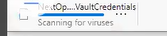 NextOp....VaultCredentials
Scanning for viruses